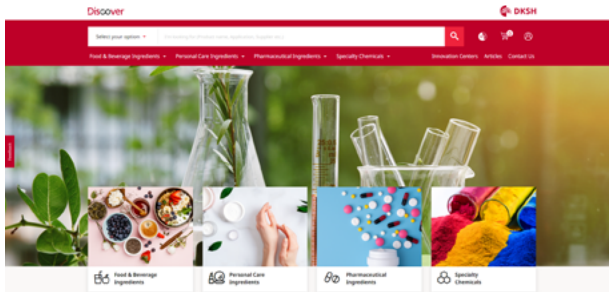 Discover
DKSH
Select your option
Food & Beverage Ingredients
Personal Care Ingredients
Pharmaceutical Ingredients
Specialty Chemicals
Innovation Centers
Articles
Contact Us
Feedback
Food & Beverage
Ingredients
Personal Care
Ingredients
Pharmaceutical
Ingredients
Specialty
Chemicals